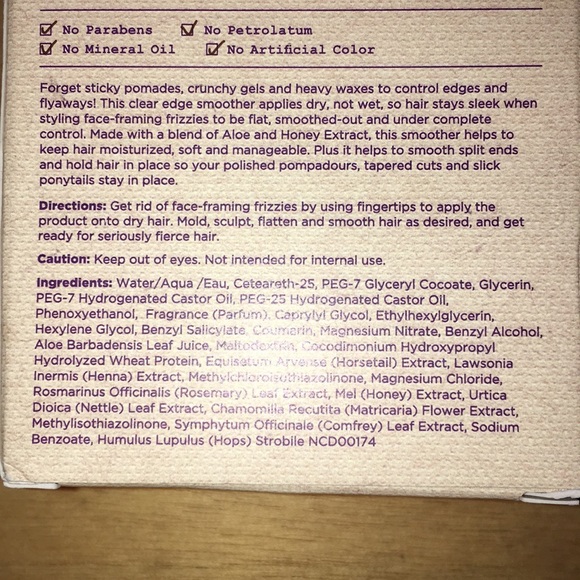 No Parabens No Petrolatum
No Mineral Oil No Artificial Color
Forget sticky pomades, crunchy gels and heavy waxes to control edges and
flyaways! This clear edge smoother applies dry, not wet, so hair stays sleek when
styling face-framing frizzies to be flat, smoothed-out and under complete
control. Made with a blend of Aloe and Honey Extract, this smoother helps to
keep hair moisturized, soft and manageable. Plus it helps to smooth split ends
and hold hair in place so your polished pompadours, tapered cuts and slick
ponytails stay in place.
Directions: Get rid of face-framing frizzies by using fingertips to apply the
product onto dry hair. Mold, sculpt, flatten and smooth hair as desired, and get
ready for seriously fierce hair.
Caution: Keep out of eyes. Not intended for internal use.
Ingredients: Water/Aqua /Eau, Ceteareth-25, PEG-7 Glyceryl Cocoate, Glycerin,
PEG-7 Hydrogenated Castor Oil, PEG-25 Hydrogenated Castor Oil,
Phenoxyethanol, Fragrance (Parfum), Caprylyl Glycol, Ethylhexylglycerin,
Hexylene Glycol, Benzyl Salicylate, Coumarin, Magnesium Nitrate, Benzyl Alcohol,
Aloe Barbadensis Leaf Juice, Maltodextrin, Cocodimonium Hydroxypropyl
Hydrolyzed Wheat Protein, Equisetum Arvense (Horsetail) Extract, Lawsonia
Inermis (Henna) Extract, Methylchloroisothiazolinone, Magnesium Chloride,
Rosmarinus Officinalis (Rosemary) Leaf Extract, Mel (Honey) Extract, Urtica
Dioica (Nettle) Leaf Extract, Chamomilla Recutita (Matricaria) Flower Extract,
Methylisothiazolinone, Symphytum Officinale (Comfrey) Leaf Extract, Sodium
Benzoate, Humulus Lupulus (Hops) Strobile NCD00174